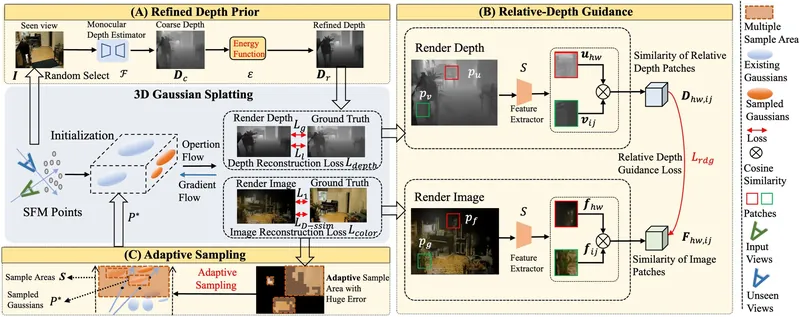 (A) Refined Depth Prior
Seen view
Monocular
Depth Estimator
Coarse Depth
Energy
Function
Refined Depth
I
Random Select
F
D_c
ε
D_r
3D Gaussian Splatting
Initialization
SFM Points
Opertion
Flow
Gradient
Flow
P*
Render Depth
Ground Truth
L_g
L_l
Depth Reconstruction Loss L_depth
Render Image
Ground Truth
L_1
L_D-ssim
Image Reconstruction Loss L_color
(C) Adaptive Sampling
Sample Areas S
Sampled
Gaussians P*
Adaptive
Sampling
Adaptive Sample
Area with
Huge Error
(B) Relative-Depth Guidance
Render Depth
p_u
p_v
S
Feature
Extractor
u_hw
v_ij
Similarity of Relative
Depth Patches
D_hw,ij
Relative Depth
Guidance Loss
L_rdg
Render Image
p_f
p_g
S
Feature
Extractor
f_hw
f_ij
F_hw,ij
Similarity of Image
Patches
Multiple
Sample Area
Existing
Gaussians
Sampled
Gaussians
Loss
Cosine
Similarity
Patches
Input
Views
Unseen
Views